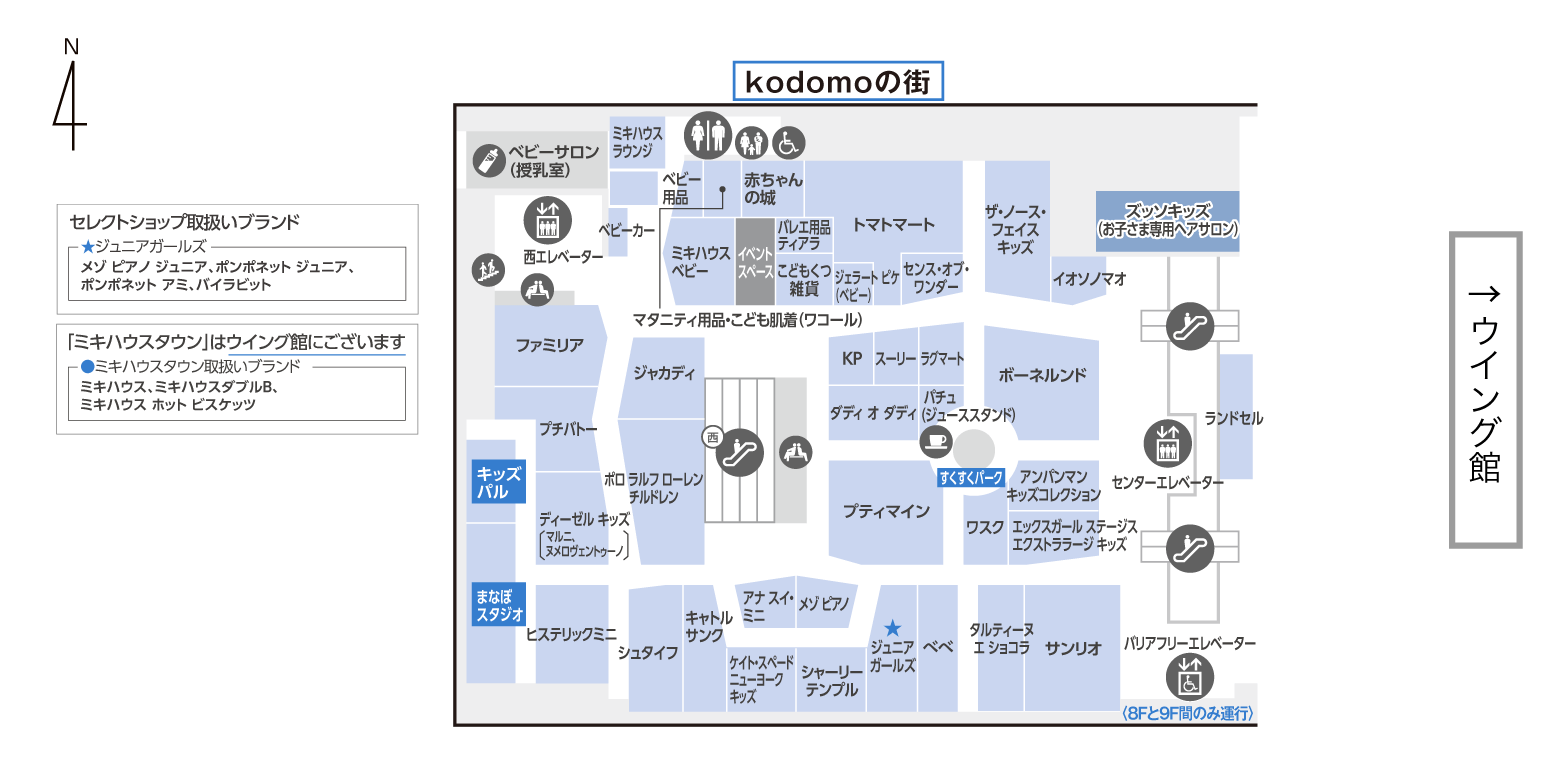 N
kodomoの街
セレクトショップ取扱いブランド
★ジュニアガールズ
メゾ ピアノ ジュニア、ポンポネット ジュニア、
ポンポネット アミ、バイラビット
「ミキハウスタウン」はウイング館にございます
●ミキハウスタウン取扱いブランド
ミキハウス、ミキハウスダブルB、
ミキハウス ホット ビスケッツ
ベビーサロン
(授乳室)
ミキハウス
ラウンジ
ベビー
用品
赤ちゃん
の城
トマトマート
ザ・ノース・
フェイス
キッズ
ズッソキッズ
(お子さま専用ヘアサロン)
西エレベーター
ベビーカー
ミキハウス
ベビー
イベント
スペース
バレエ用品
ティアラ
こどもくつ
雑貨
ジェラート ピケ
(ベビー)
センス・オブ・
ワンダー
イオソノマオ
マタニティ用品・こども肌着(ワコール)
ファミリア
ジャカディ
KP
スーリー
ラグマート
ボーネルンド
ダディ オ ダディ
パチュ
(ジューススタンド)
プチバトー
西
ランドセル
キッズ
パル
ポロ ラルフ ローレン
チルドレン
すくすくパーク
アンパンマン
キッズコレクション
センターエレベーター
ディーゼル キッズ
マルニ、
ヌメロヴェントゥーノ
プティマイン
ワスク
エックスガール ステージス
エクストララージ キッズ
まなぼ
スタジオ
ヒステリックミニ
シュタイフ
キャトル
サンク
アナ スイ・
ミニ
メゾ ピアノ
ケイト・スペード
ニューヨーク
キッズ
シャーリー
テンプル
★
ジュニア
ガールズ
べべ
タルティーヌ
エ ショコラ
サンリオ
バリアフリーエレベーター
〈8Fと9F間のみ運行〉
→ウイング館